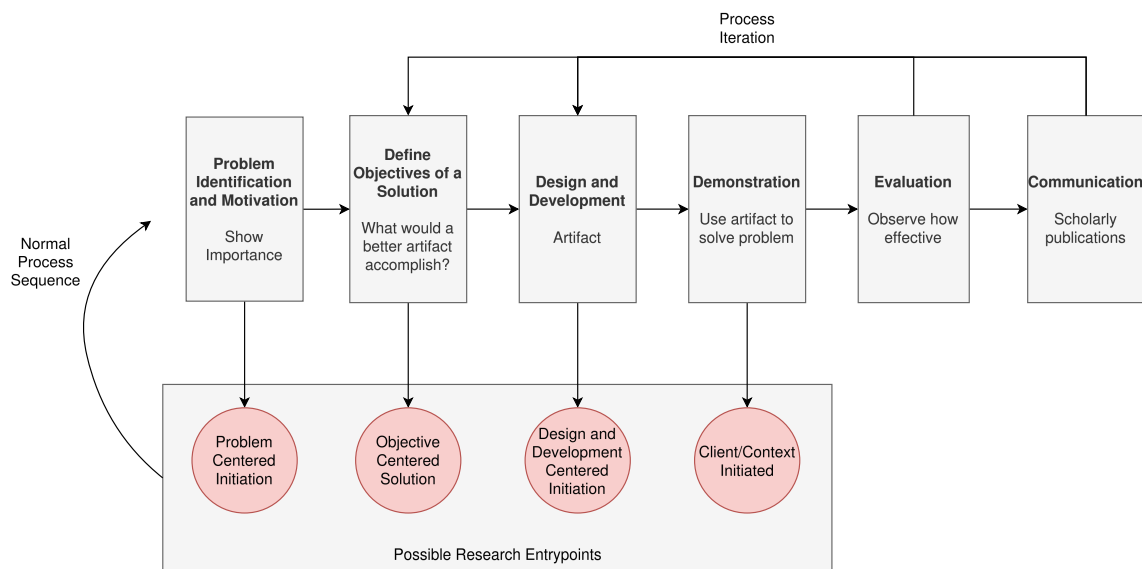 Process
Iteration
Problem
Identification
and Motivation
Show
Importance
Define
Objectives of a
Solution
What would a
better artifact
accomplish?
Design and
Development
Artifact
Demonstration
Use artifact to
solve problem
Evaluation
Observe how
effective
Communication
Scholarly
publications
Normal
Process
Sequence
Problem
Centered
Initiation
Objective
Centered
Solution
Design and
Development
Centered
Initiation
Client/Context
Initiated
Possible Research Entrypoints